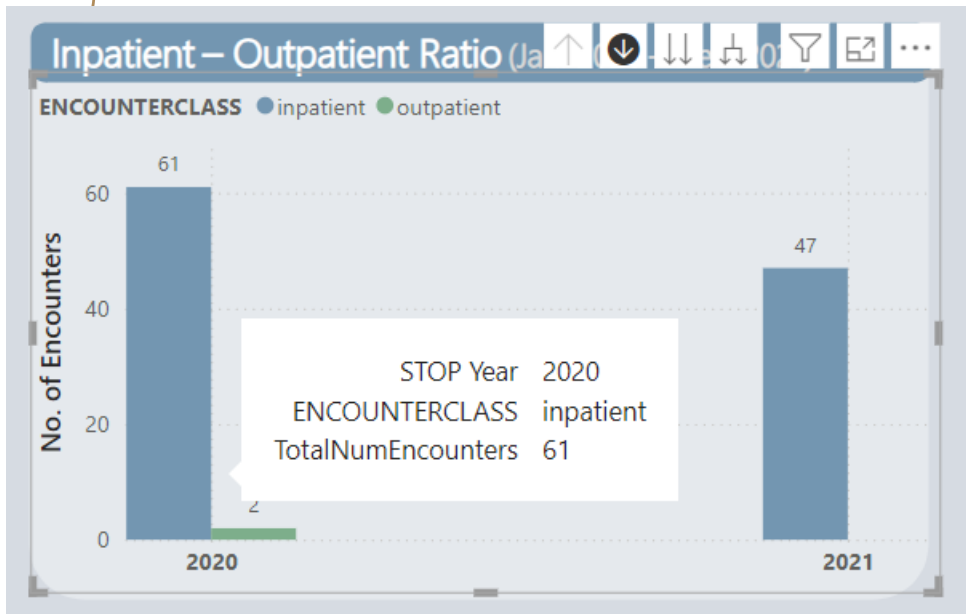 Inpatient – Outpatient Ratio
ENCOUNTERCLASS inpatient outpatient
No. of Encounters
60
40
20
0
61
2
47
STOP Year 2020
ENCOUNTERCLASS inpatient
TotalNumEncounters 61
2020 2021